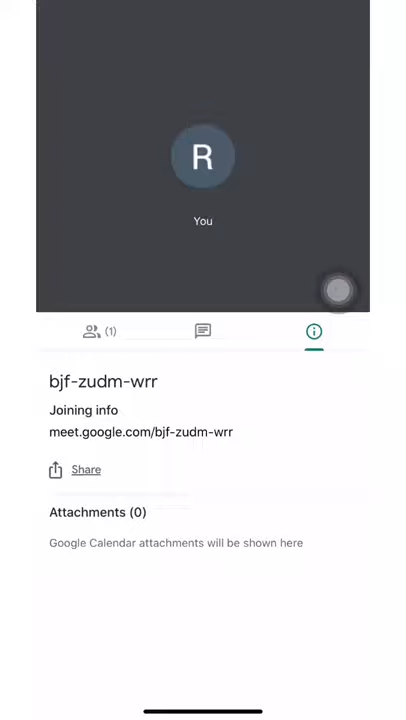 R
You
(1)
bjf-zudm-wrr
Joining info
meet.google.com/bjf-zudm-wrr
Share
Attachments (0)
Google Calendar attachments will be shown here